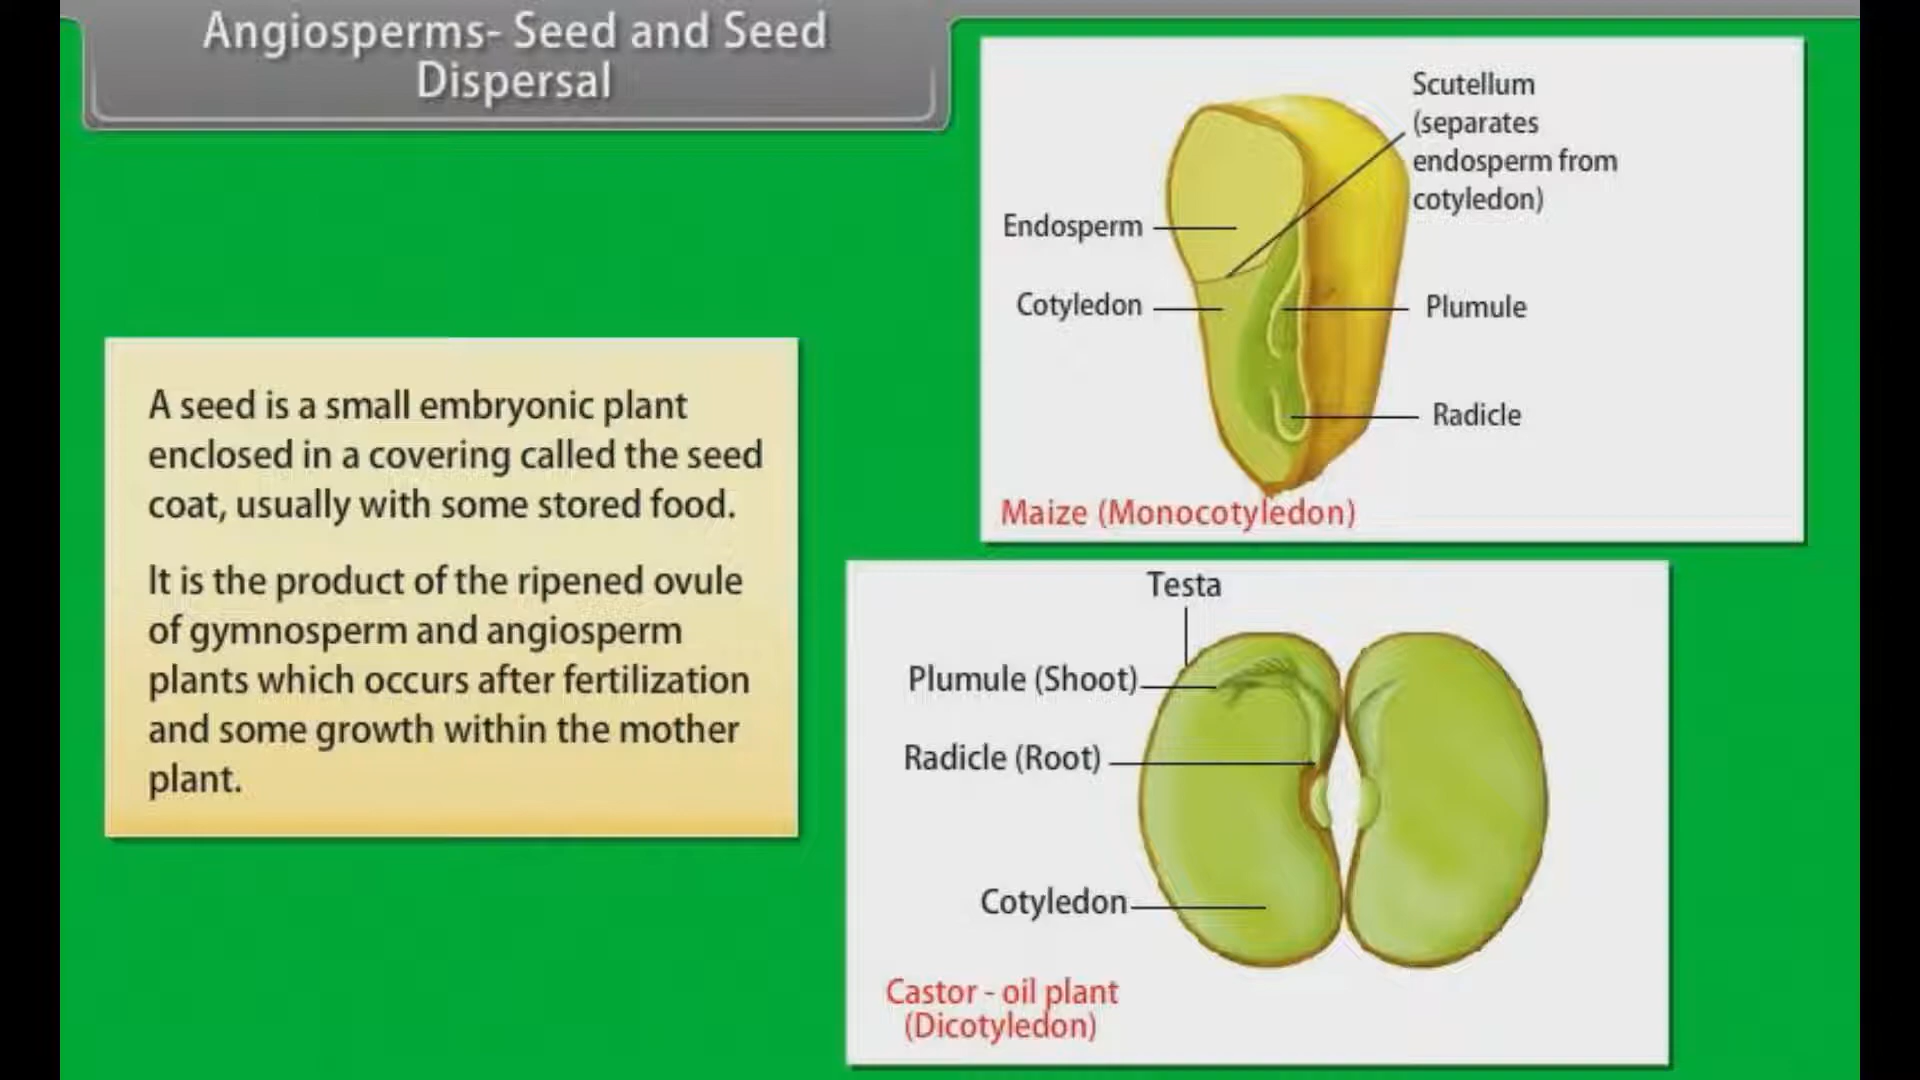 Angiosperms- Seed and Seed
Dispersal
A seed is a small embryonic plant
enclosed in a covering called the seed
coat, usually with some stored food.
It is the product of the ripened ovule
of gymnosperm and angiosperm
plants which occurs after fertilization
and some growth within the mother
plant.
Scutellum
(separates
endosperm from
cotyledon)
Endosperm
Cotyledon
Plumule
Radicle
Maize (Monocotyledon)
Testa
Plumule (Shoot)
Radicle (Root)
Cotyledon
Castor - oil plant
(Dicotyledon)